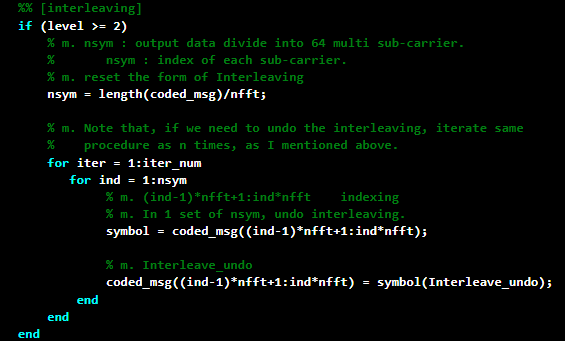 %% [interleaving]
if (level >= 2)
% m. nsym : output data divide into 64 multi sub-carrier.
% nsym : index of each sub-carrier.
% m. reset the form of Interleaving
nsym = length(coded_msg)/nfft;
% m. Note that, if we need to undo the interleaving, iterate same
% procedure as n times, as I mentioned above.
for iter = 1:iter_num
for ind = 1:nsym
% m. (ind-1)*nfft+1:ind*nfft indexing
% m. In 1 set of nsym, undo interleaving.
symbol = coded_msg((ind-1)*nfft+1:ind*nfft);
% m. Interleave_undo
coded_msg((ind-1)*nfft+1:ind*nfft) = symbol(Interleave_undo);
end
end
end